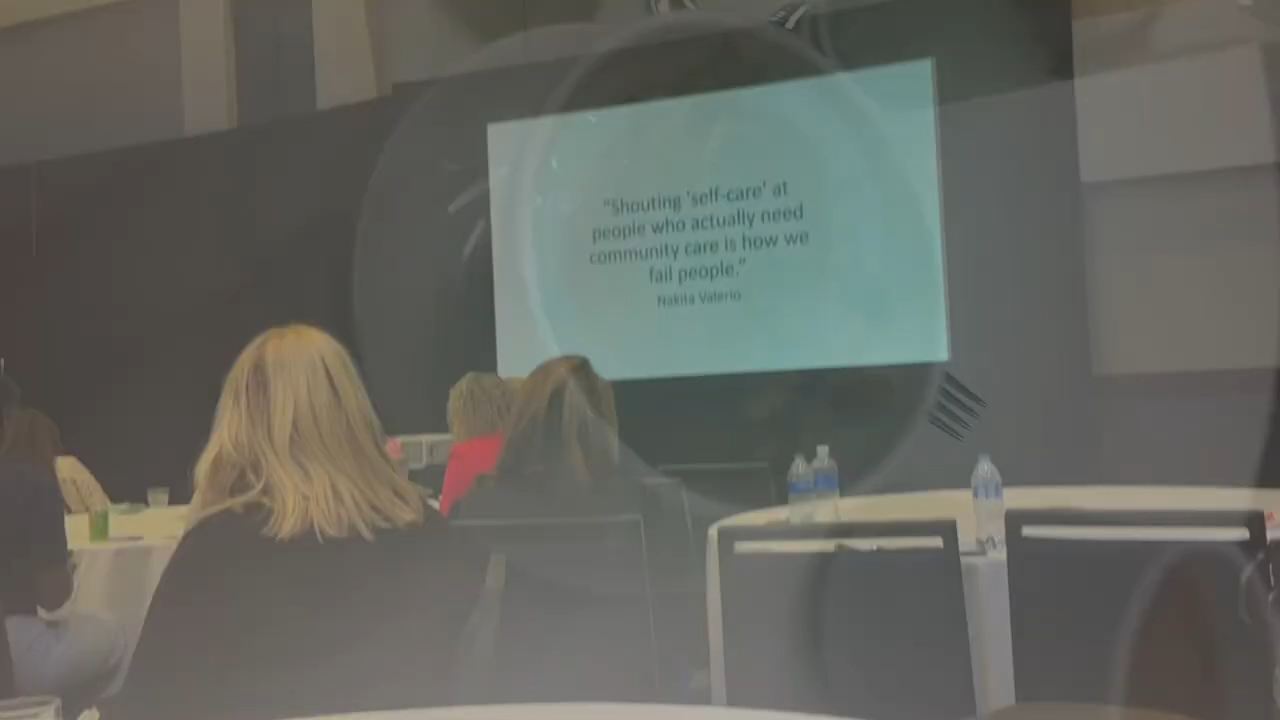 "Shouting 'self-care' at
people who actually need
community care is how we
fail people."
Nakita Valerio